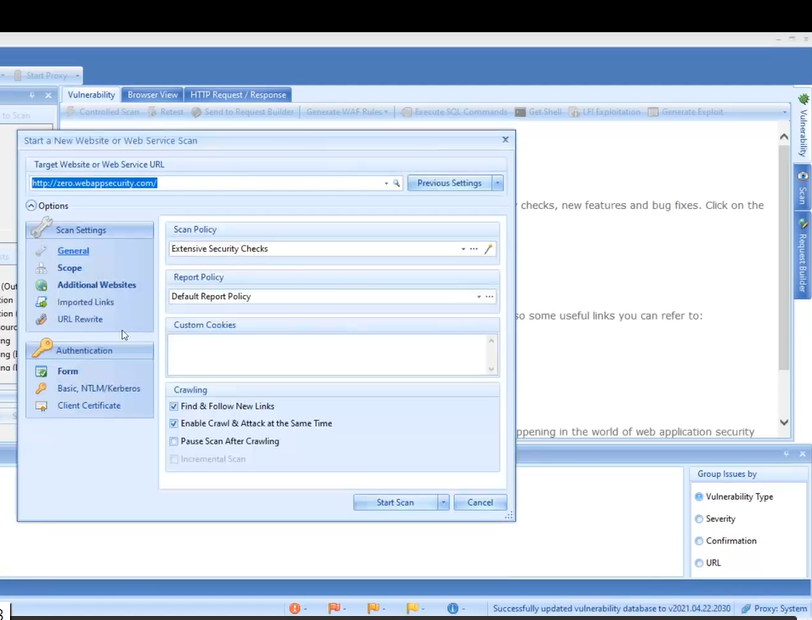 Start Proxy
Vulnerability
Browser View
HTTP Request / Response
to Scan
Controlled Scan
Retest
Send to Request Builder
Generate WAF Rules
Execute SQL Commands
Get Shell
LFI Exploitation
Generate Exploit
Start a New Website or Web Service Scan
Target Website or Web Service URL
http://zero.webappsecurity.com/
Previous Settings
Options
checks, new features and bug fixes. Click on the
Scan Settings
General
Scope
Additional Websites
Imported Links
URL Rewrite
Authentication
Form
Basic, NTLM/Kerberos
Client Certificate
Scan Policy
Extensive Security Checks
Report Policy
Default Report Policy
Custom Cookies
so some useful links you can refer to:
Crawling
Find & Follow New Links
Enable Crawl & Attack at the Same Time
Pause Scan After Crawling
Incremental Scan
ppening in the world of web application security
Start Scan
Cancel
Vulnerability
Scan
Request Builder
Group Issues by
Vulnerability Type
Severity
Confirmation
URL
Successfully updated vulnerability database to v2021.04.22.2030
Proxy: System